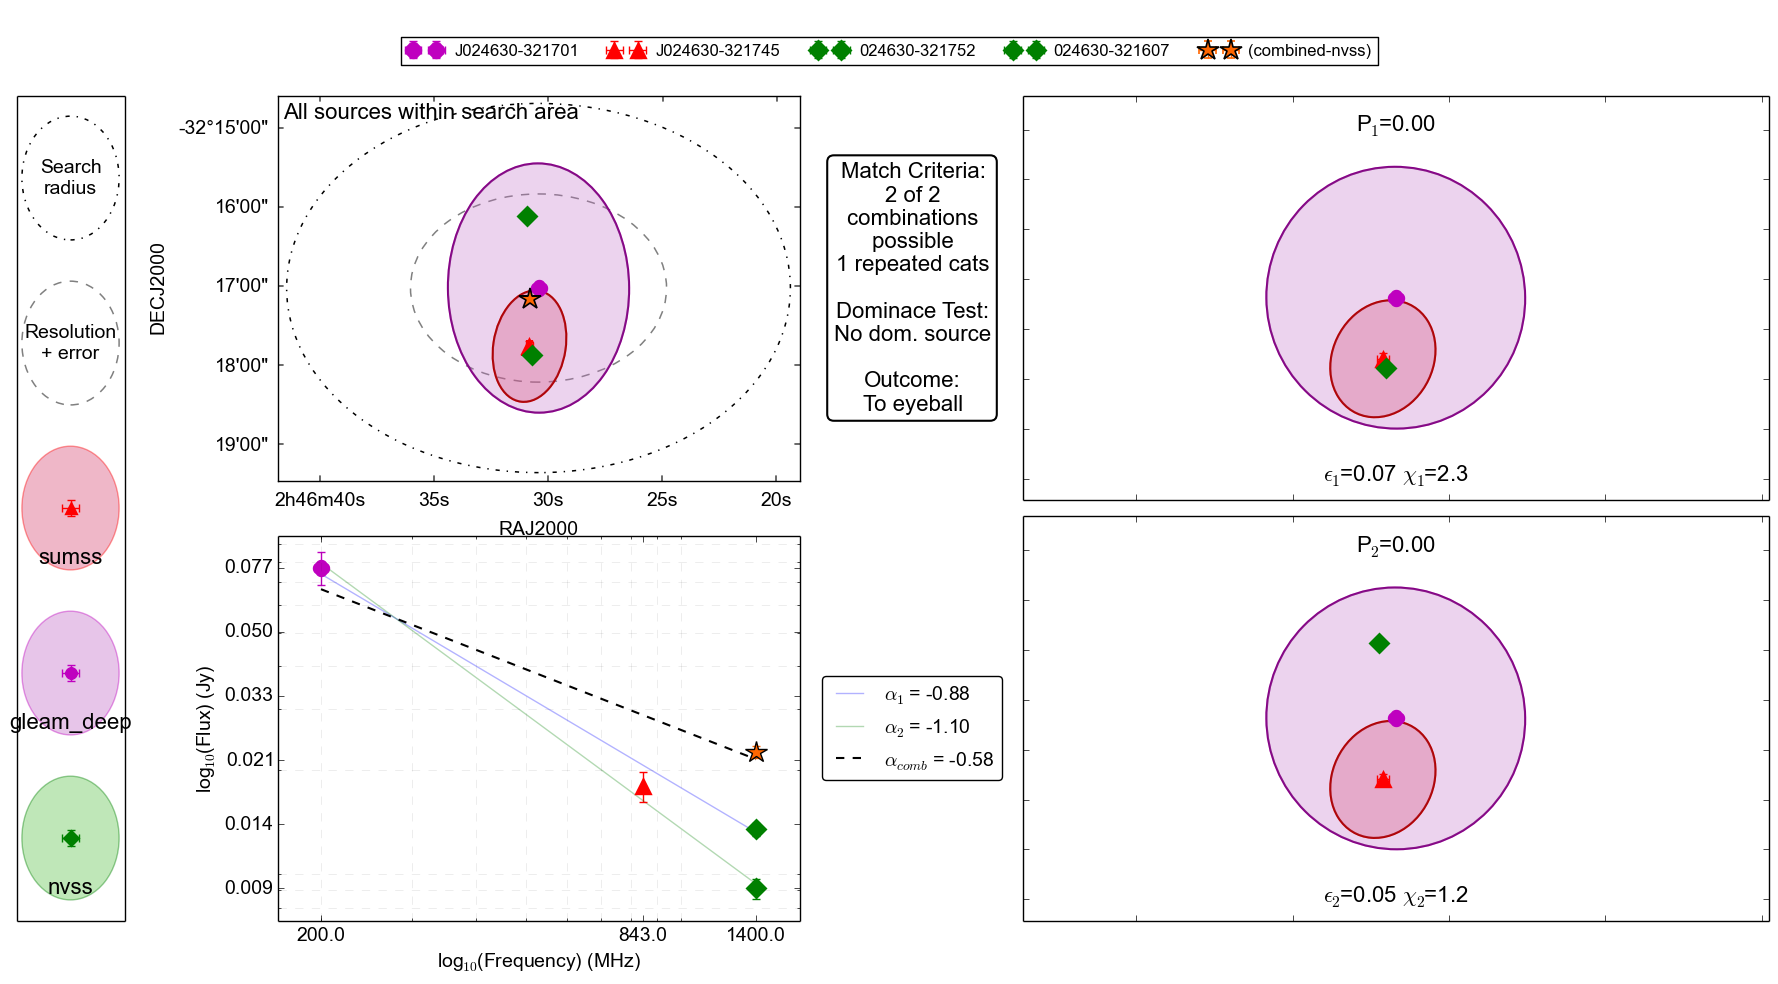 J024630-321701 J024630-321745 024630-321752 024630-321607 (combined-nvss)
Search
radius
Resolution
+ error
sumss
gleam_deep
nvss
All sources within search area
DECJ2000
-32°15'00"
16'00"
17'00"
18'00"
19'00"
2h46m40s 35s 30s 25s 20s
RAJ2000
Match Criteria:
2 of 2
combinations
possible
1 repeated cats
Dominace Test:
No dom. source
Outcome:
To eyeball
P1=0.00
ϵ1=0.07 χ1=2.3
log10(Flux) (Jy)
0.077
0.050
0.033
0.021
0.014
0.009
200.0 843.0 1400.0
log10(Frequency) (MHz)
α1 = -0.88
α2 = -1.10
αcomb = -0.58
P2=0.00
ϵ2=0.05 χ2=1.2